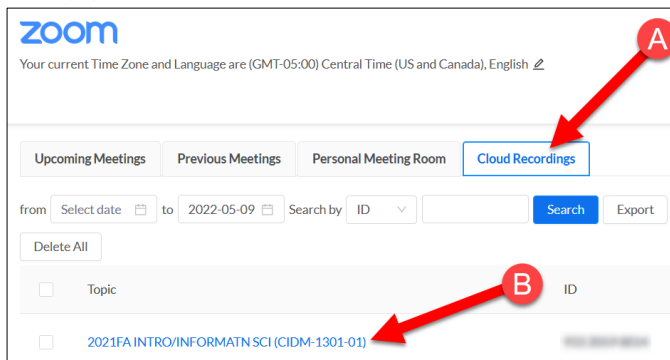 zoom
Your current Time Zone and Language are (GMT-05:00) Central Time (US and Canada), English
A
Upcoming Meetings Previous Meetings Personal Meeting Room Cloud Recordings
from Select date to 2022-05-09 Search by ID Search Export
Delete All
Topic B ID
2021FA INTRO/INFORMATN SCI (CIDM-1301-01)